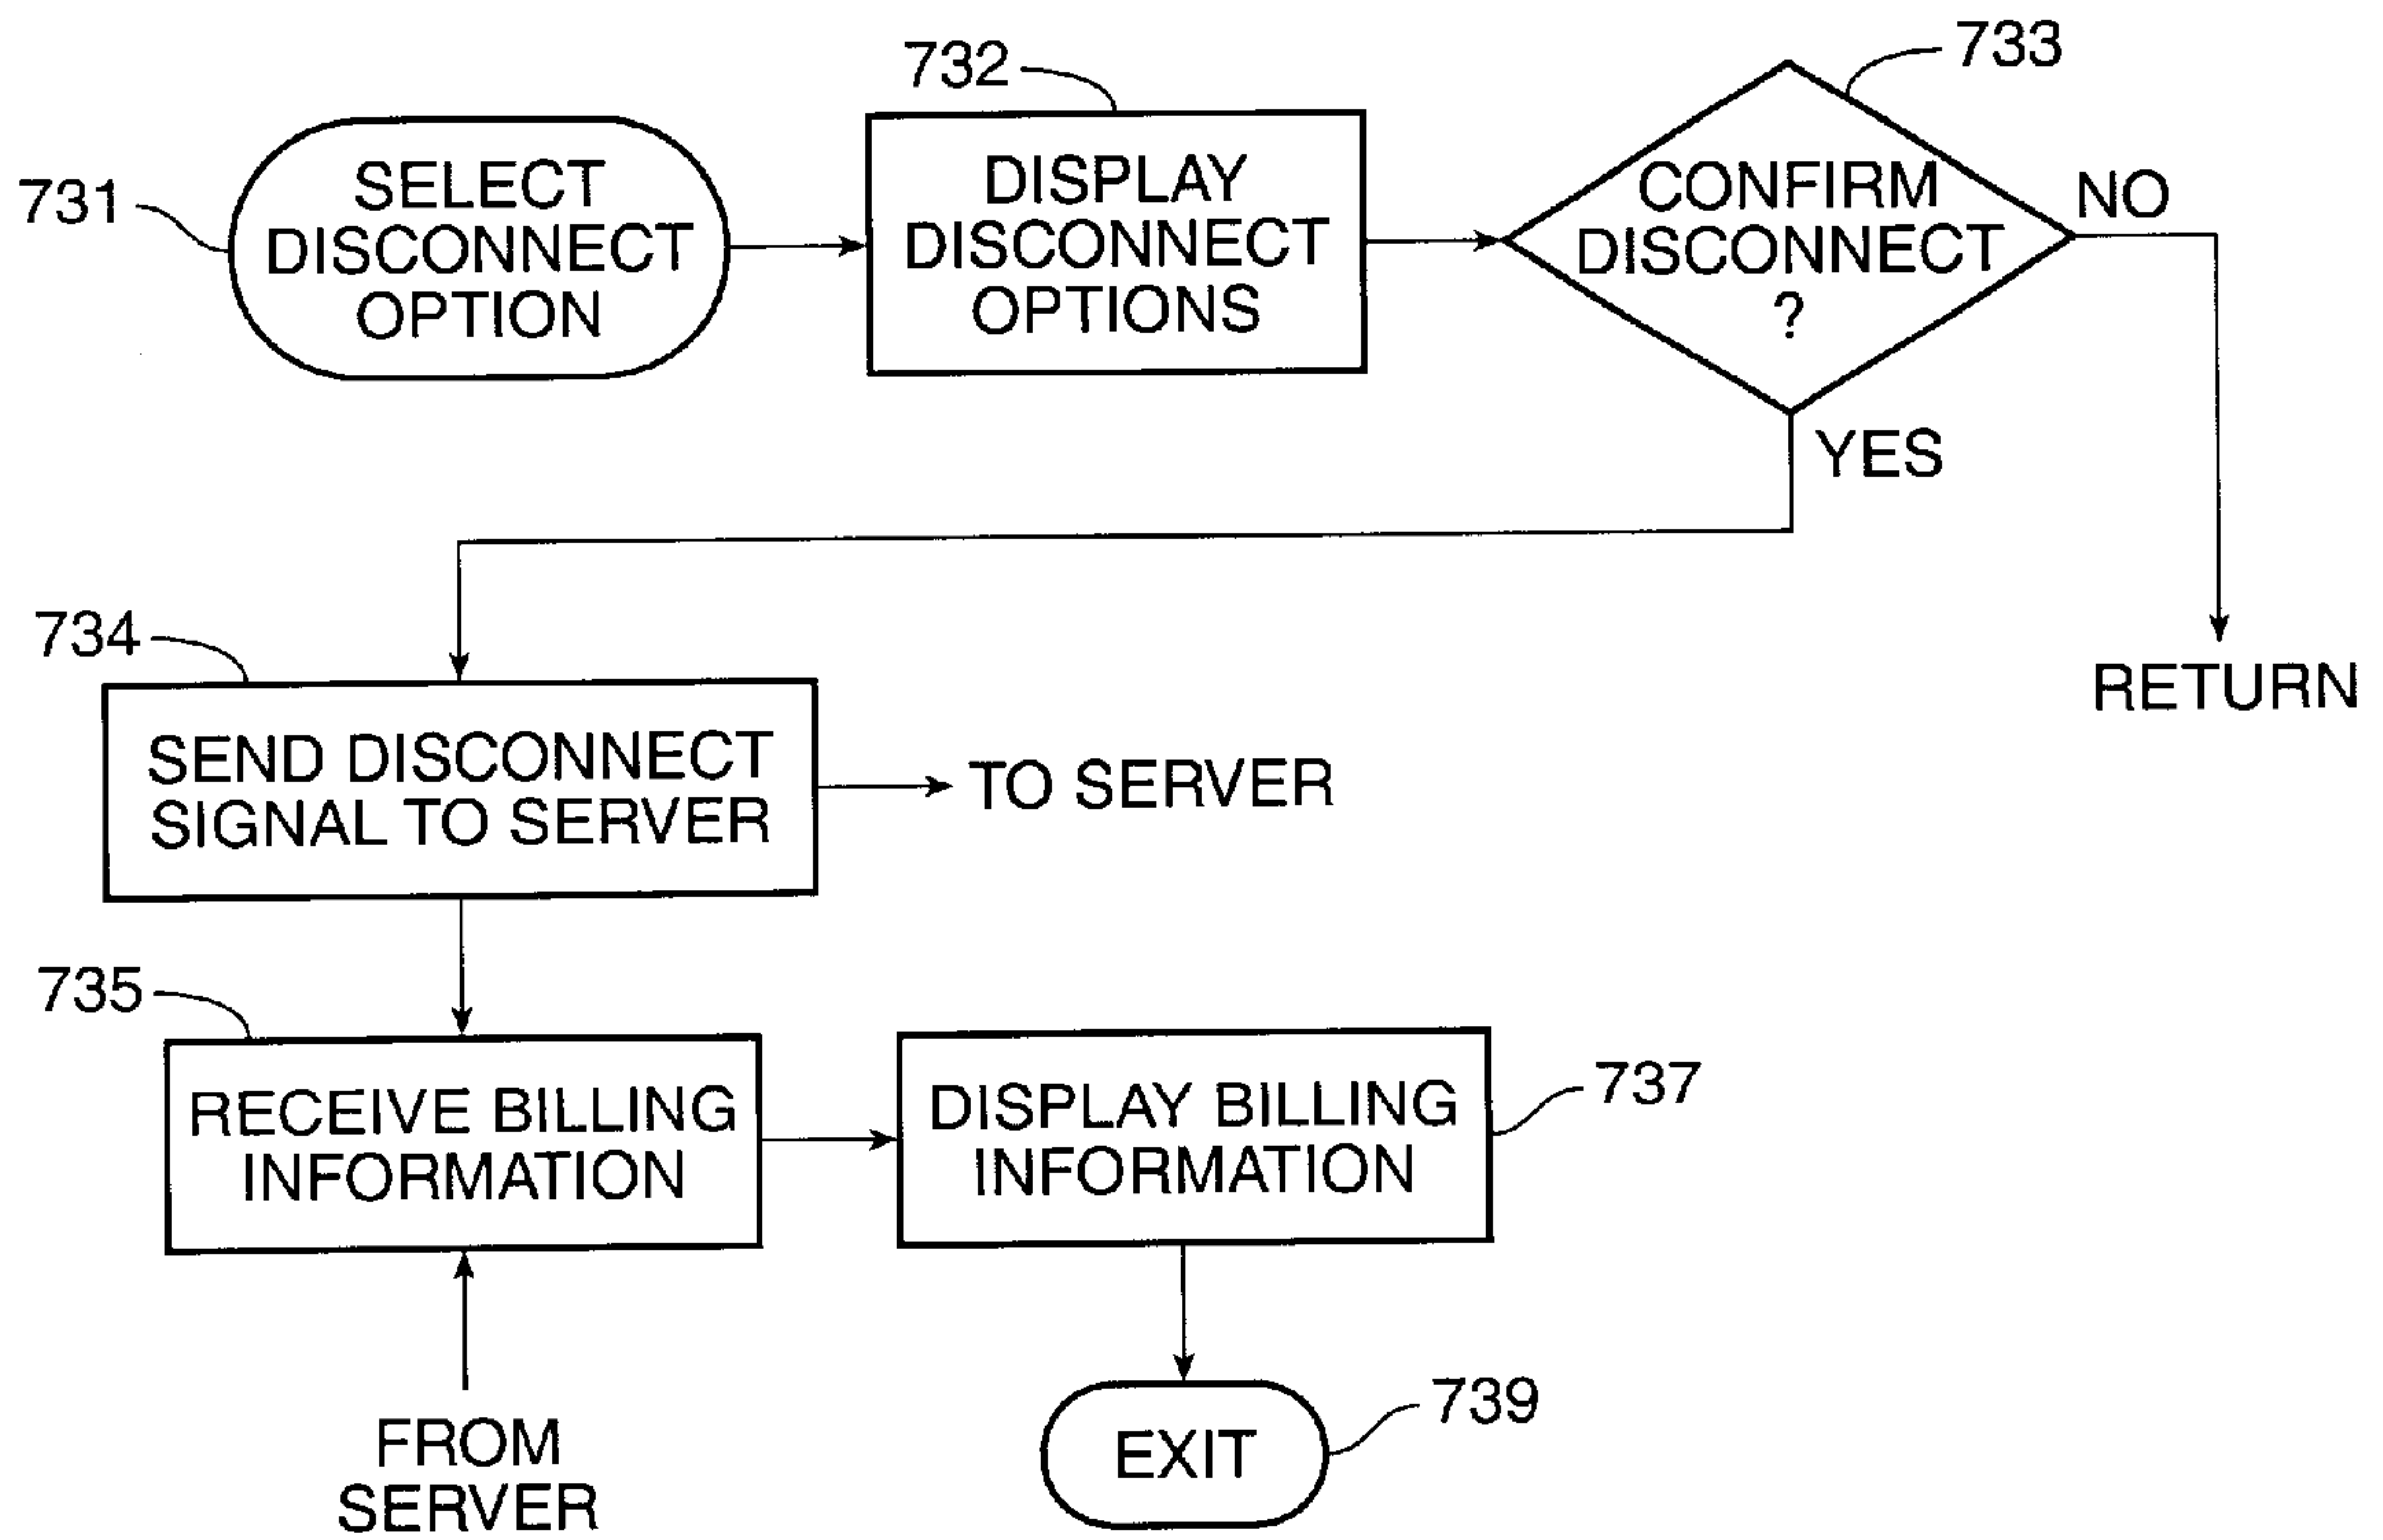 732
733
731
SELECT
DISCONNECT
OPTION
DISPLAY
DISCONNECT
OPTIONS
CONFIRM
DISCONNECT
?
NO
YES
RETURN
734
SEND DISCONNECT
SIGNAL TO SERVER
TO SERVER
735
RECEIVE BILLING
INFORMATION
DISPLAY BILLING
INFORMATION
737
FROM
SERVER
EXIT
739